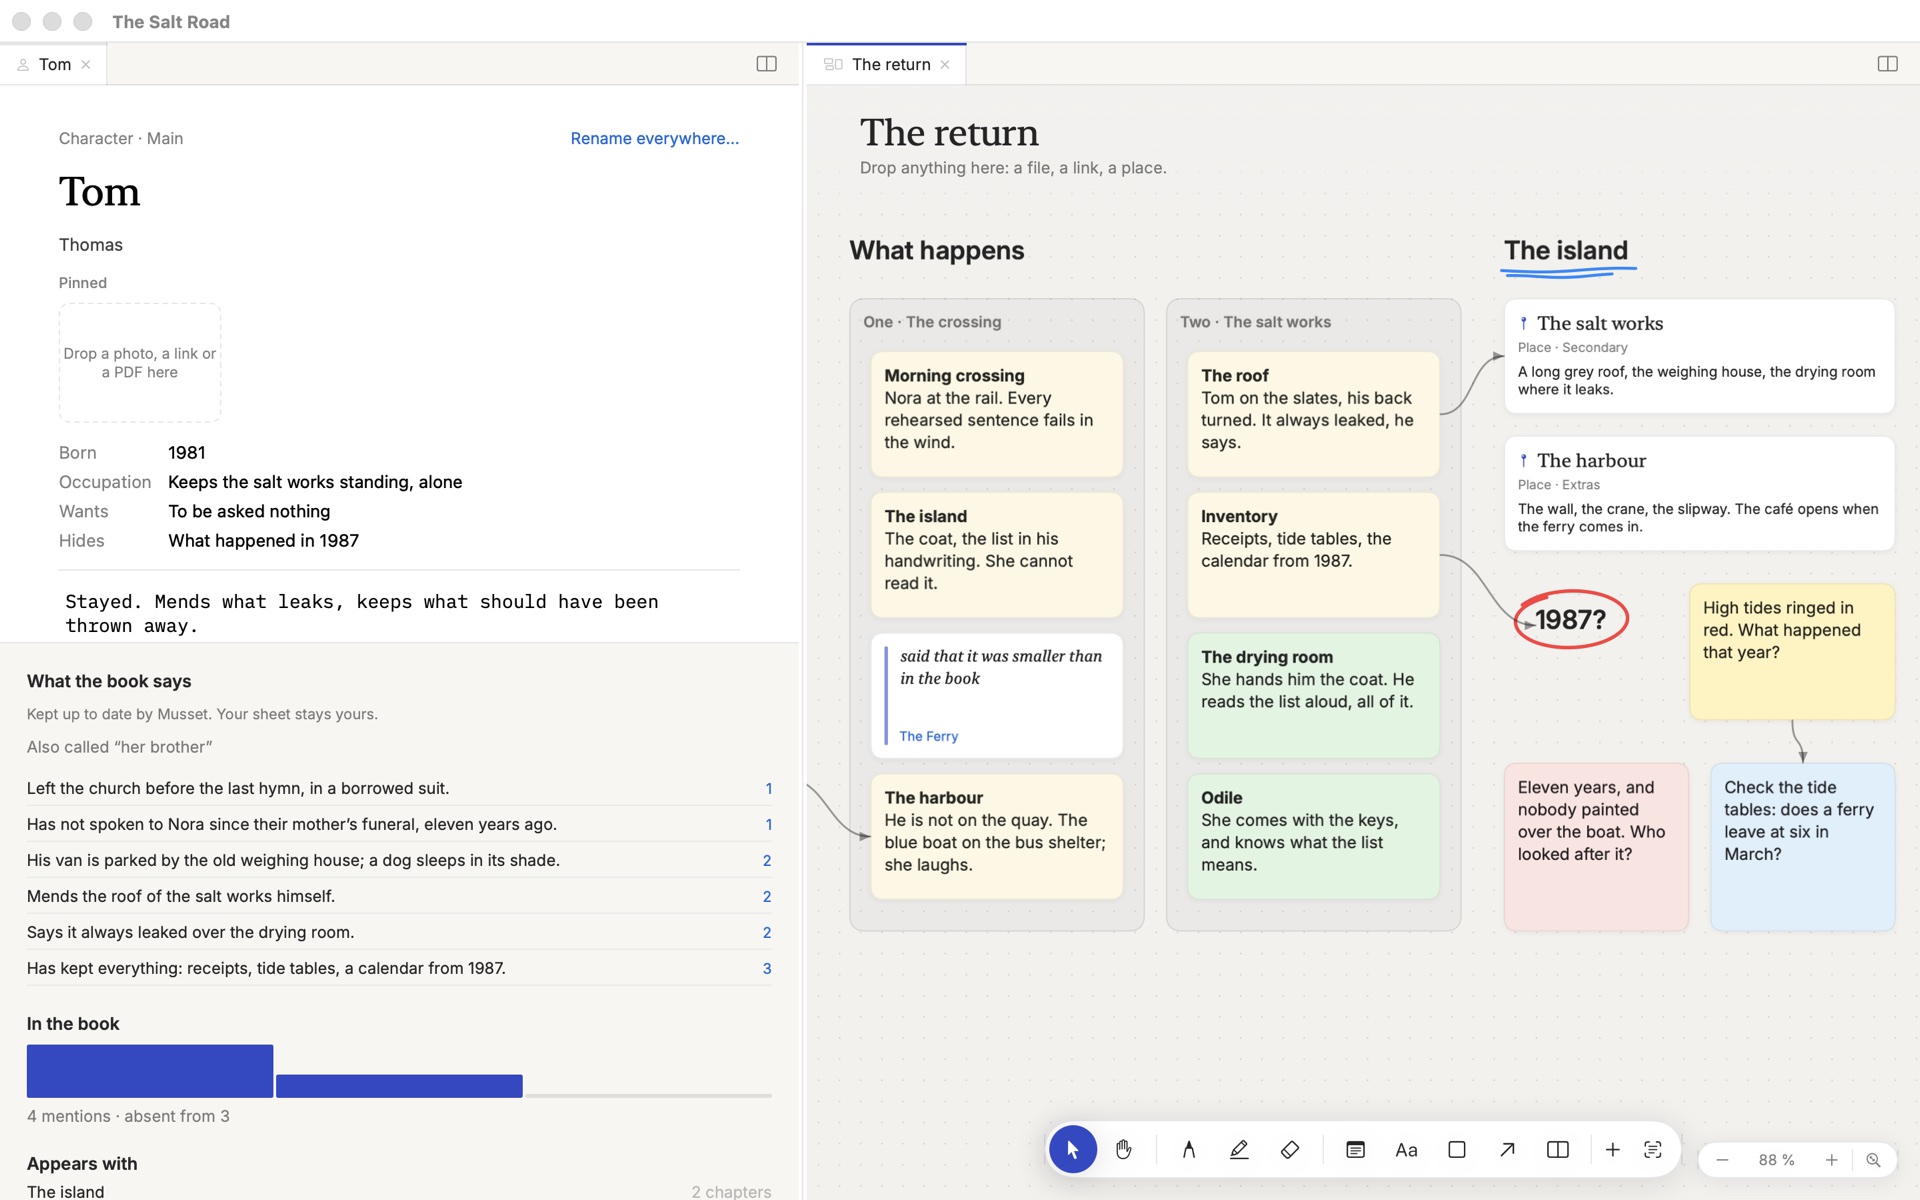 The Salt Road
Tom
Character · Main
Rename everywhere...
Tom
Thomas
Pinned
Drop a photo, a link or
a PDF here
Born 1981
Occupation Keeps the salt works standing, alone
Wants To be asked nothing
Hides What happened in 1987
Stayed. Mends what leaks, keeps what should have been
thrown away.
What the book says
Kept up to date by Musset. Your sheet stays yours.
Also called “her brother”
Left the church before the last hymn, in a borrowed suit. 1
Has not spoken to Nora since their mother’s funeral, eleven years ago. 1
His van is parked by the old weighing house; a dog sleeps in its shade. 2
Mends the roof of the salt works himself. 2
Says it always leaked over the drying room. 2
Has kept everything: receipts, tide tables, a calendar from 1987. 3
In the book
4 mentions · absent from 3
Appears with
The island 2 chapters
The return
The return
Drop anything here: a file, a link, a place.
What happens
One · The crossing
Morning crossing
Nora at the rail. Every
rehearsed sentence fails in
the wind.
The island
The coat, the list in his
handwriting. She cannot
read it.
said that it was smaller than
in the book
The Ferry
The harbour
He is not on the quay. The
blue boat on the bus shelter;
she laughs.
Two · The salt works
The roof
Tom on the slates, his back
turned. It always leaked, he
says.
Inventory
Receipts, tide tables, the
calendar from 1987.
The drying room
She hands him the coat. He
reads the list aloud, all of it.
Odile
She comes with the keys,
and knows what the list
means.
The island
The salt works
Place · Secondary
A long grey roof, the weighing house, the drying room
where it leaks.
The harbour
Place · Extras
The wall, the crane, the slipway. The café opens when
the ferry comes in.
1987?
High tides ringed in
red. What happened
that year?
Eleven years, and
nobody painted
over the boat. Who
looked after it?
Check the tide
tables: does a ferry
leave at six in
March?
Aa
88 %